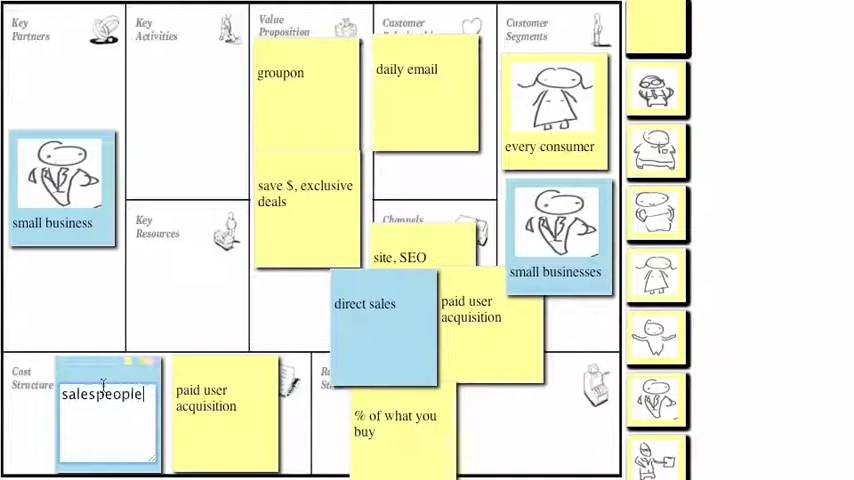 Key
Partners
Key
Activities
Value
Proposition
Customer
Customer
Segments
groupon
daily email
every consumer
save $, exclusive
deals
small business
Key
Resources
Channels
site, SEO
small businesses
direct sales
paid user
acquisition
Cost
Structure
salespeople
paid user
acquisition
% of what you
buy